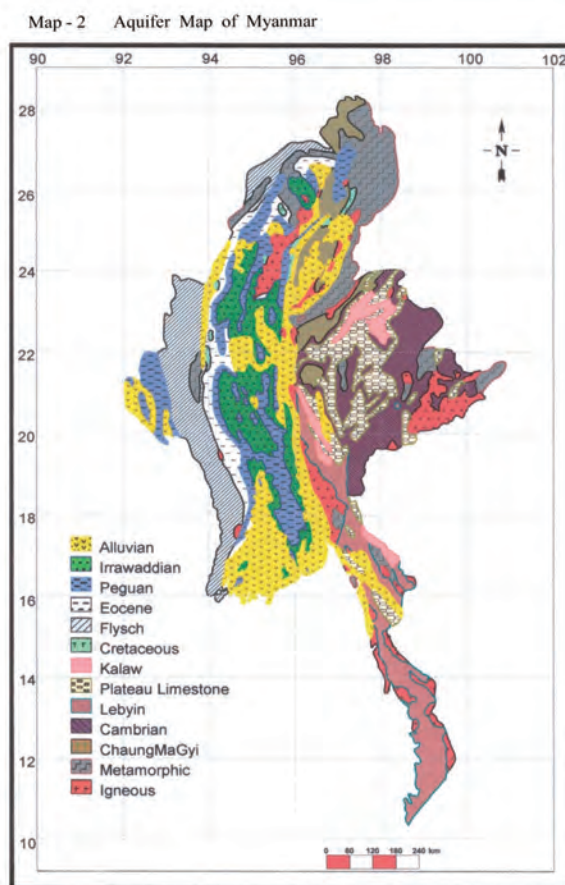 Map - 2 Aquifer Map of Myanmar
90 92 94 96 98 100 102
28
26
24
22
20
18
16
14
12
10
N
Alluvian
Irrawaddian
Peguan
Eocene
Flysch
Cretaceous
Kalaw
Plateau Limestone
Lebyin
Cambrian
ChaungMaGyi
Metamorphic
Igneous
0 60 120 180 240 km